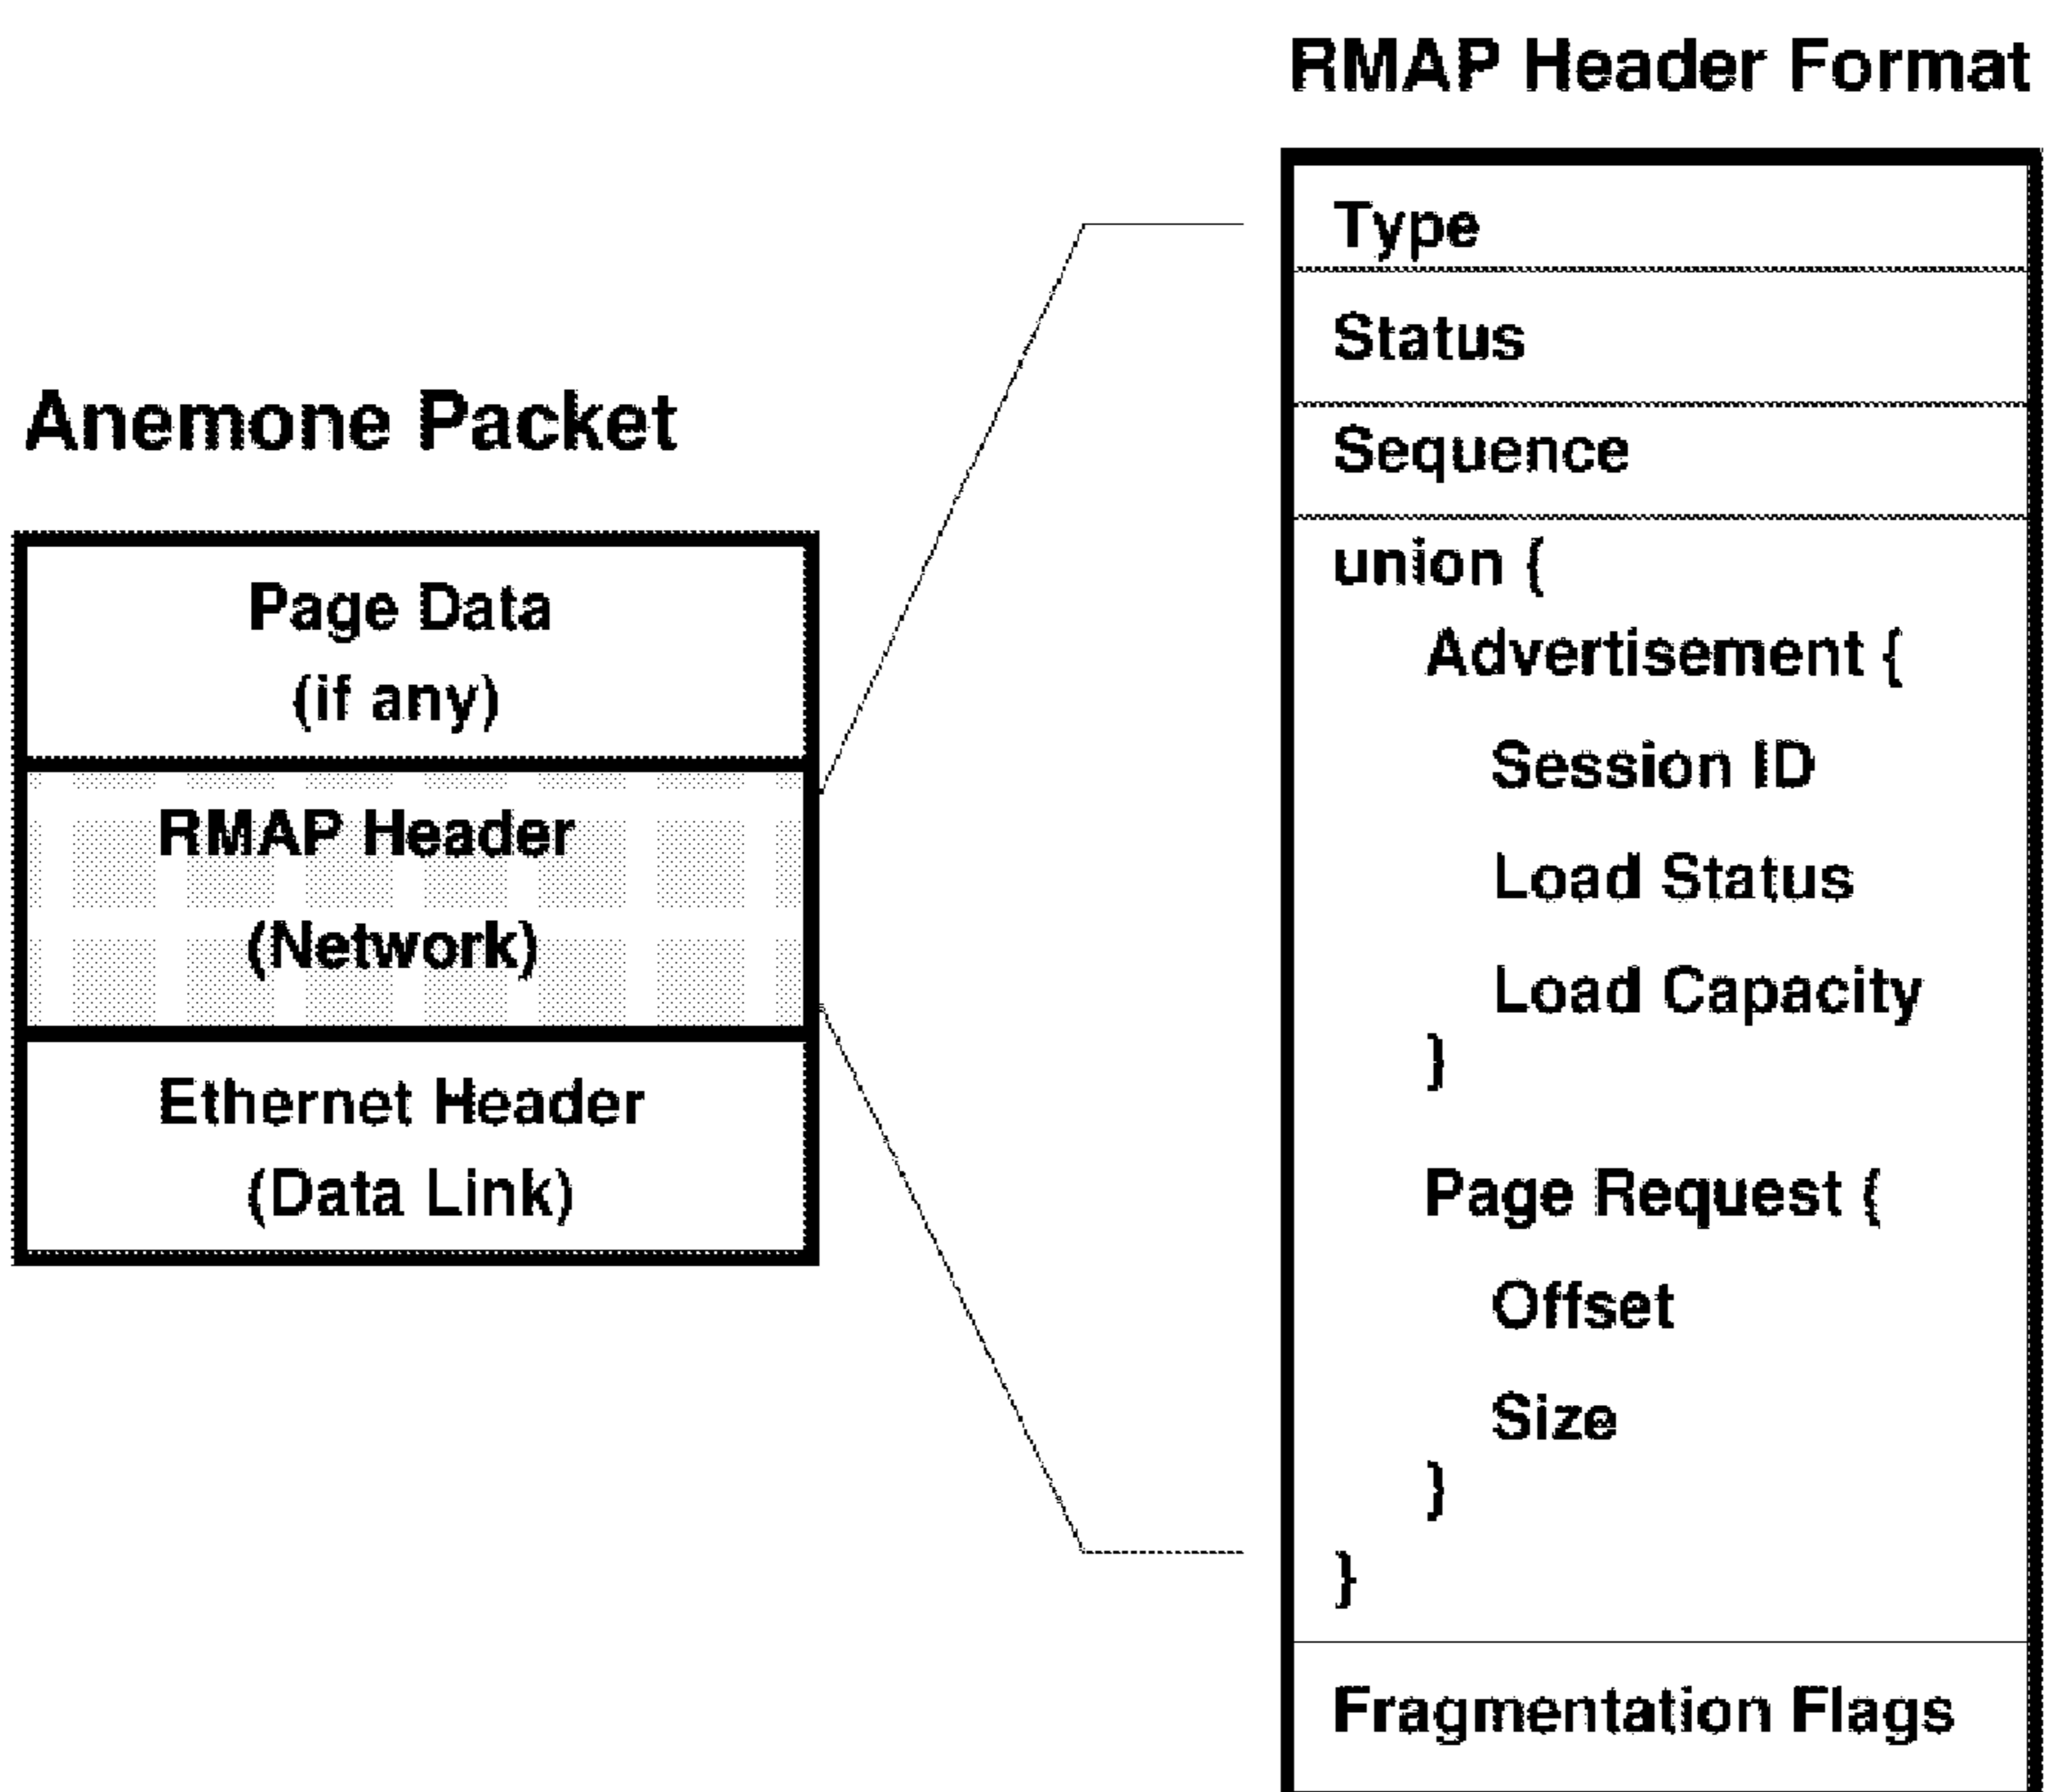 Anemone Packet
Page Data
(if any)
RMAP Header
(Network)
Ethernet Header
(Data Link)
RMAP Header Format
Type
Status
Sequence
union {
Advertisement {
Session ID
Load Status
Load Capacity
}
Page Request {
Offset
Size
}
}
Fragmentation Flags